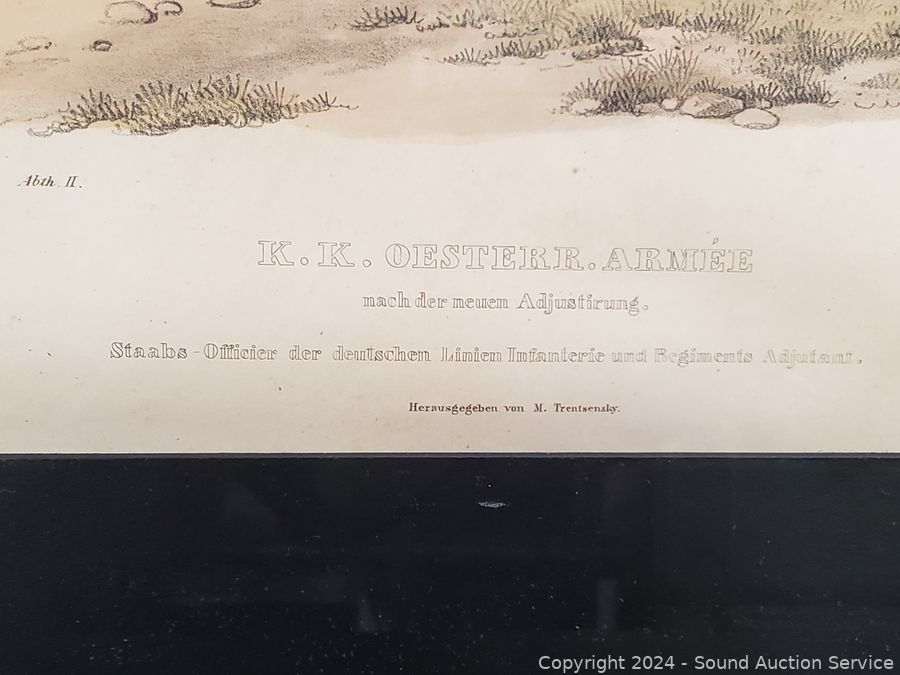 Abth. II.
K. K. OESTERR. ARMÉE
nach der neuen Adjustirung.
Staabs-Officier der deutschen Linien Infanterie und Regiments Adjutant.
Herausgegeben von M. Trentsensky.
Copyright 2024 - Sound Auction Service